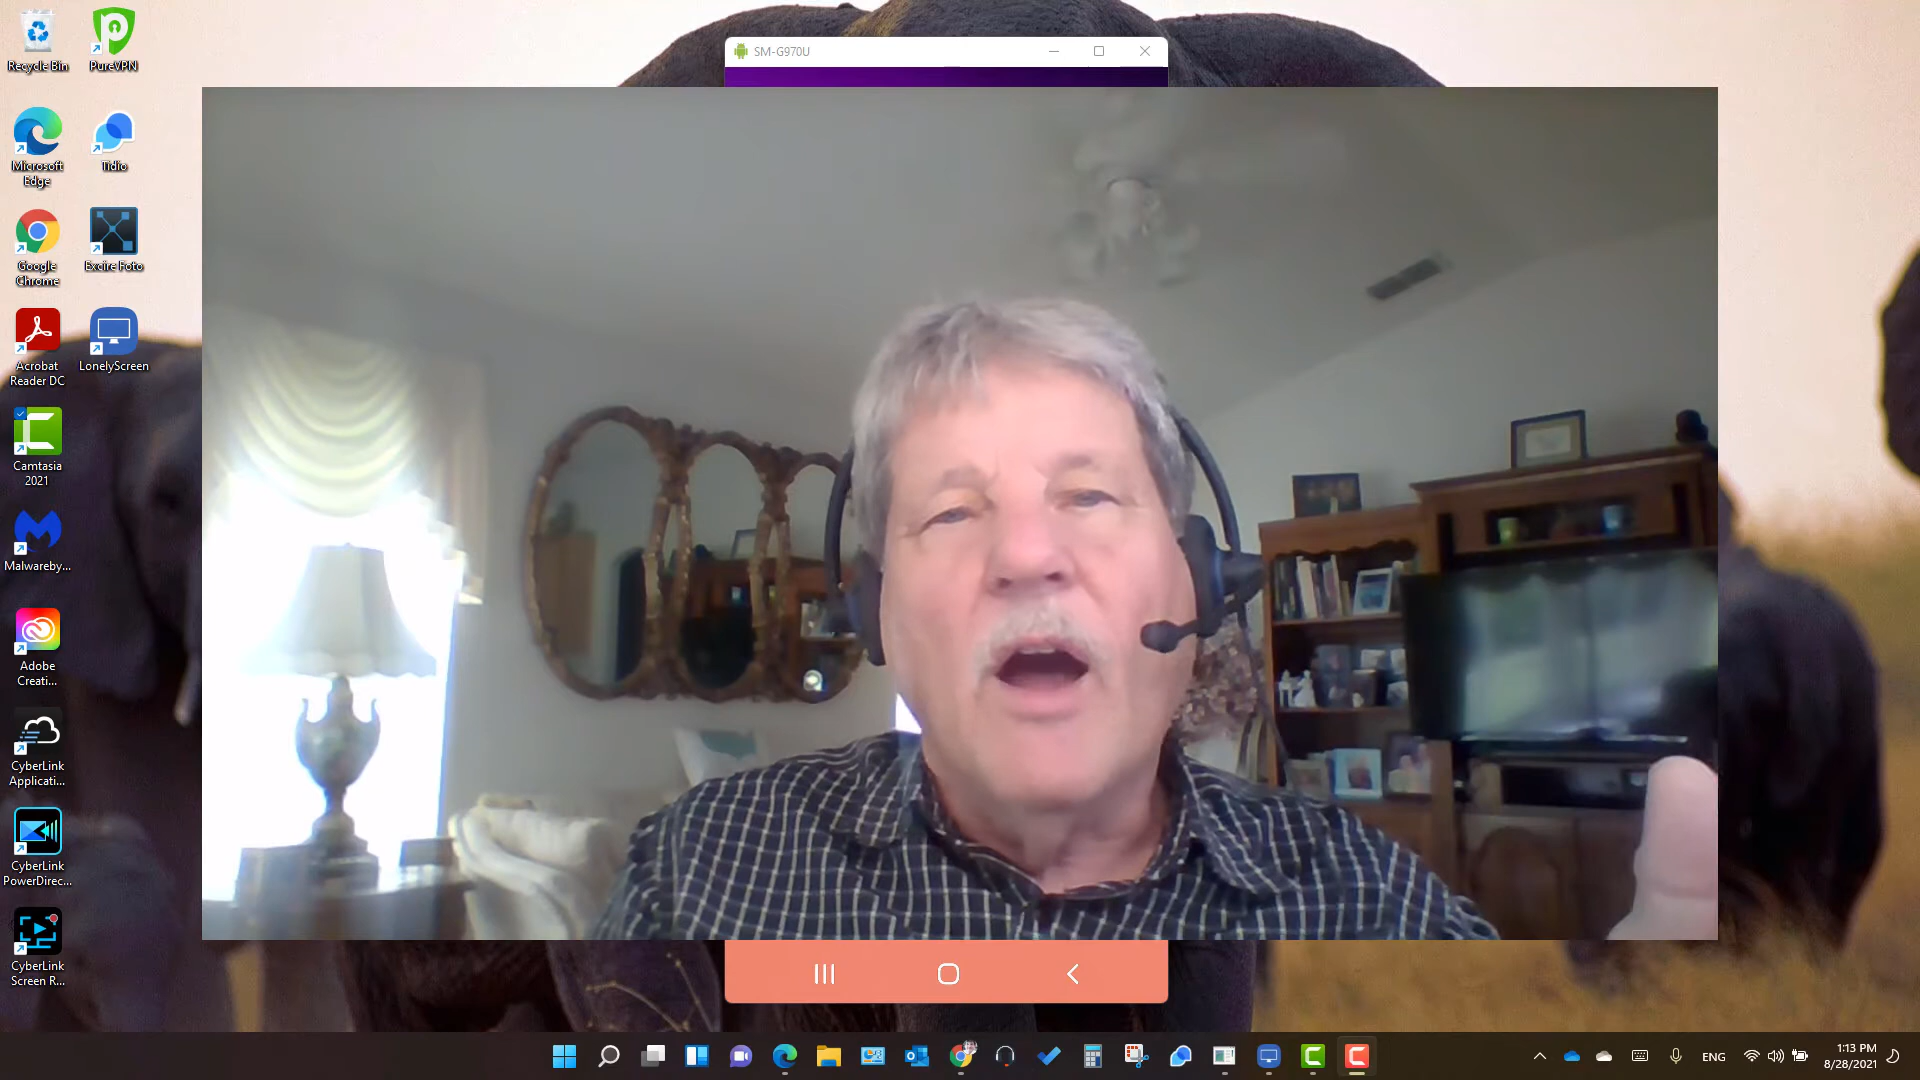 Recycle Bin
PureVPN
SM-G970U
Microsoft
Edge
Tidio
Google
Chrome
Excire Foto
Acrobat
Reader DC
LonelyScreen
Camtasia
2021
Malwareby...
Adobe
Creati...
CyberLink
Applicati...
CyberLink
PowerDirec...
CyberLink
Screen R...
ENG
1:13 PM
8/28/2021